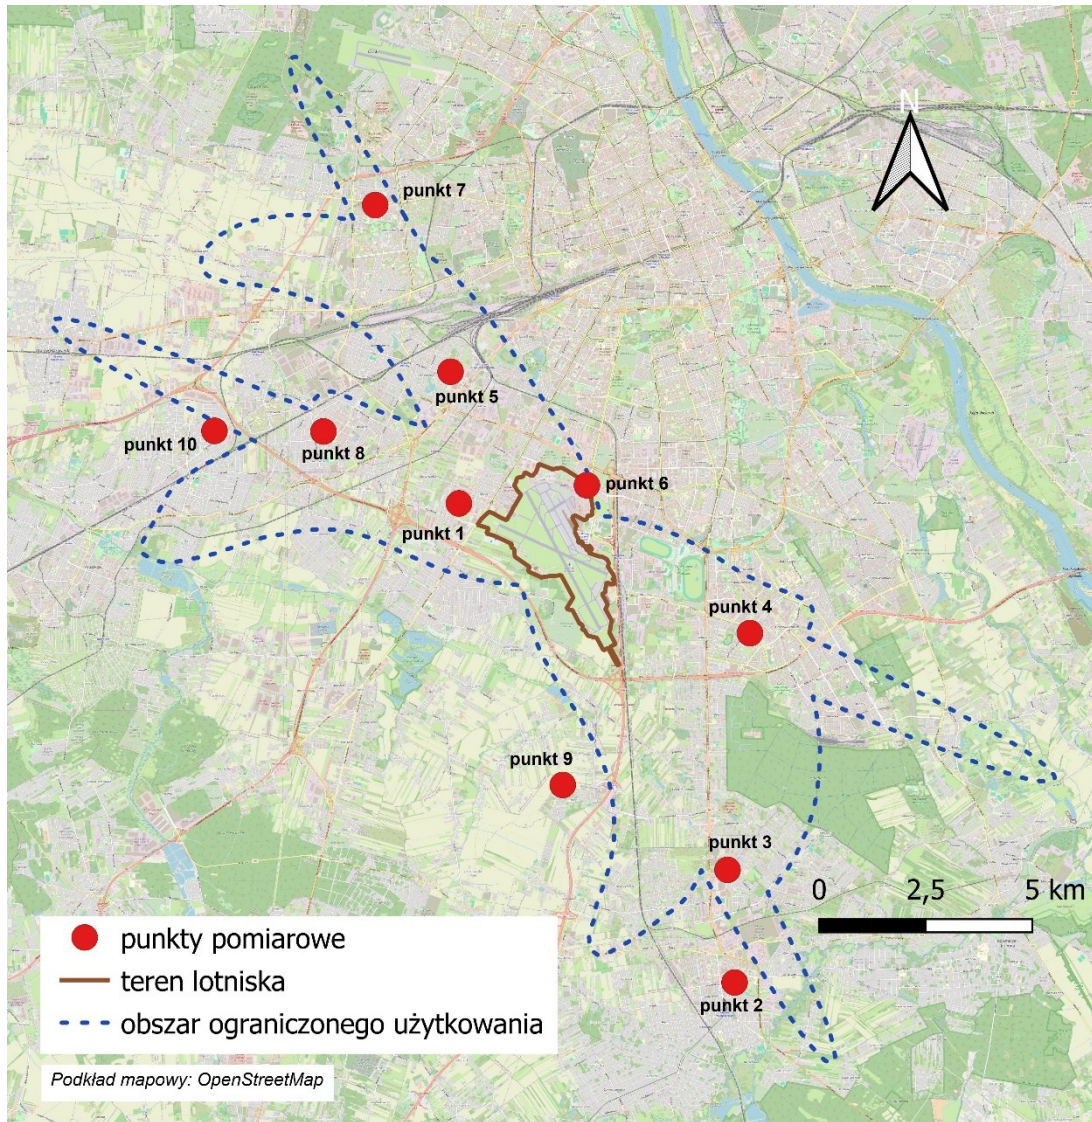 N
punkt 7
punkt 5
punkt 10
punkt 8
punkt 6
punkt 1
punkt 4
punkt 9
punkt 3
0 2,5 5 km
punkt 2
punkty pomiarowe
teren lotniska
obszar ograniczonego użytkowania
Podkład mapowy: OpenStreetMap